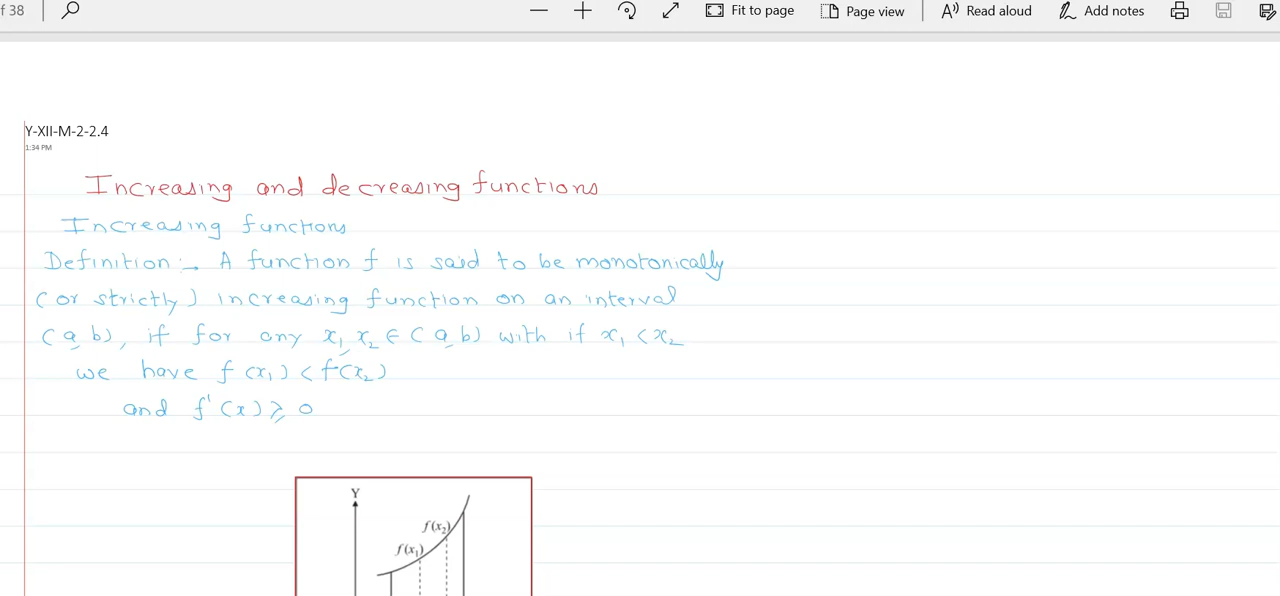 f 38
Fit to page
Page view
Read aloud
Add notes
Y-XII-M-2-2.4
1:34 PM
Increasing and decreasing functions
Increasing functions
Definition:- A function f is said to be monotonically
(or strictly) increasing function on an interval
(a, b), if for any x₁, x₂ ∈ (a, b) with if x₁ < x₂
we have f(x₁) < f(x₂)
and f'(x) ⩾ 0
Y
f(x₂)
f(x₁)